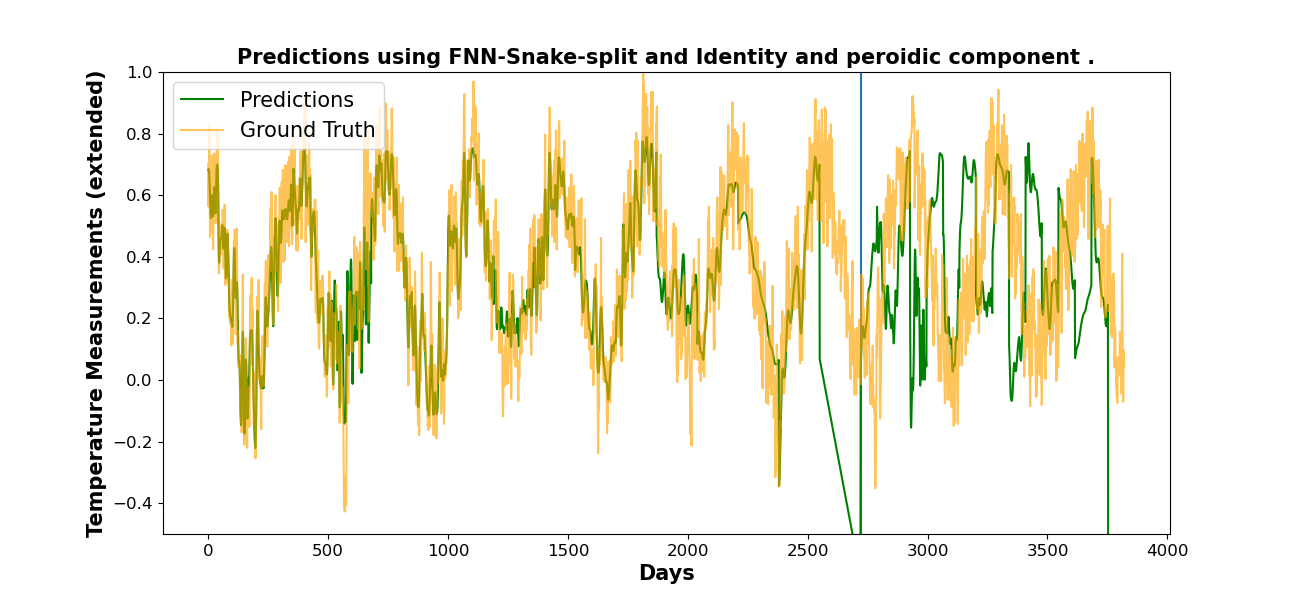 Predictions using FNN-Snake-split and Identity and peroidic component .
Temperature Measurements (extended)
1.0
0.8
0.6
0.4
0.2
0.0
−0.2
−0.4
Predictions
Ground Truth
0 500 1000 1500 2000 2500 3000 3500 4000
Days